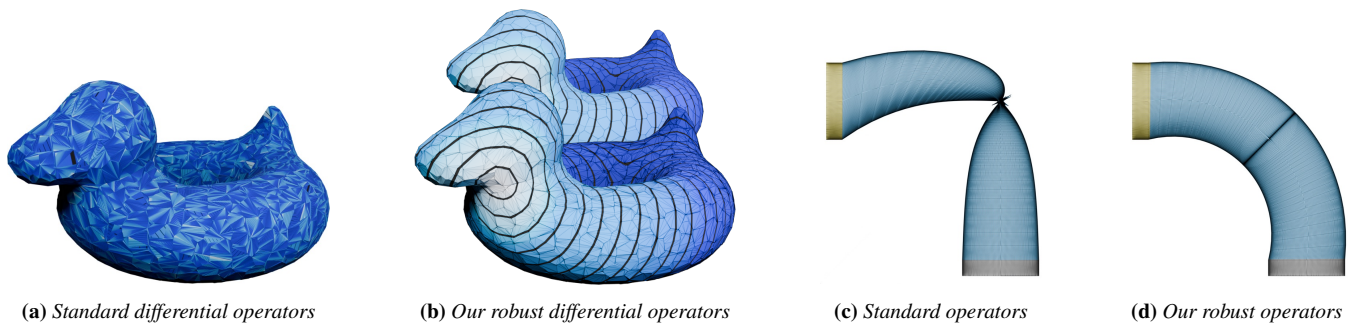 (a) Standard differential operators
(b) Our robust differential operators
(c) Standard operators
(d) Our robust operators